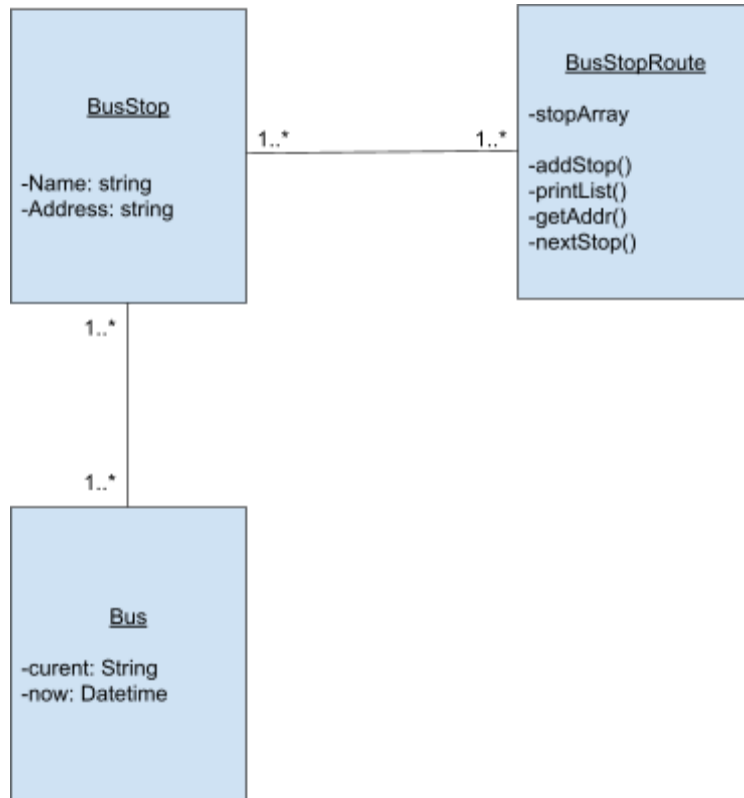 BusStop
-Name: string
-Address: string
1..*
1..*
BusStopRoute
-stopArray
-addStop()
-printList()
-getAddr()
-nextStop()
1..*
1..*
Bus
-curent: String
-now: Datetime